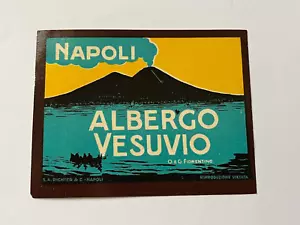 NAPOLI
ALBERGO
VESUVIO
O. & G. FIORENTINO
S.A. RICHTER & C. - NAPOLI
RIPRODUZIONE VIETATA